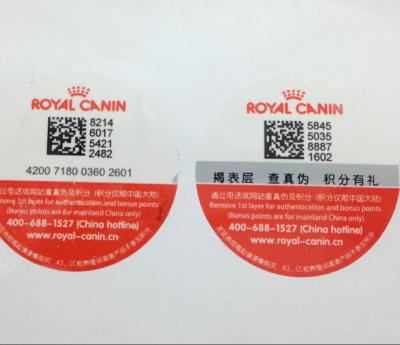 ROYAL CANIN
8214
6017
5421
2482
4200 7180 0360 2601
过电话或网站查真伪及积分 (积分仅限中国大陆)
move 1st layer for authentication and bonus points
(Bonus points are for mainland China only)
400-688-1527 (China hotline)
www.royal-canin.cn
ROYAL CANIN
5845
5035
8887
1602
揭表层 查真伪 积分有礼
通过电话或网站查真伪及积分 (积分仅限中国大陆)
Remove 1st layer for authentication and bonus points
(Bonus points are for mainland China only)
400-688-1527 (China hotline)
www.royal-canin.cn